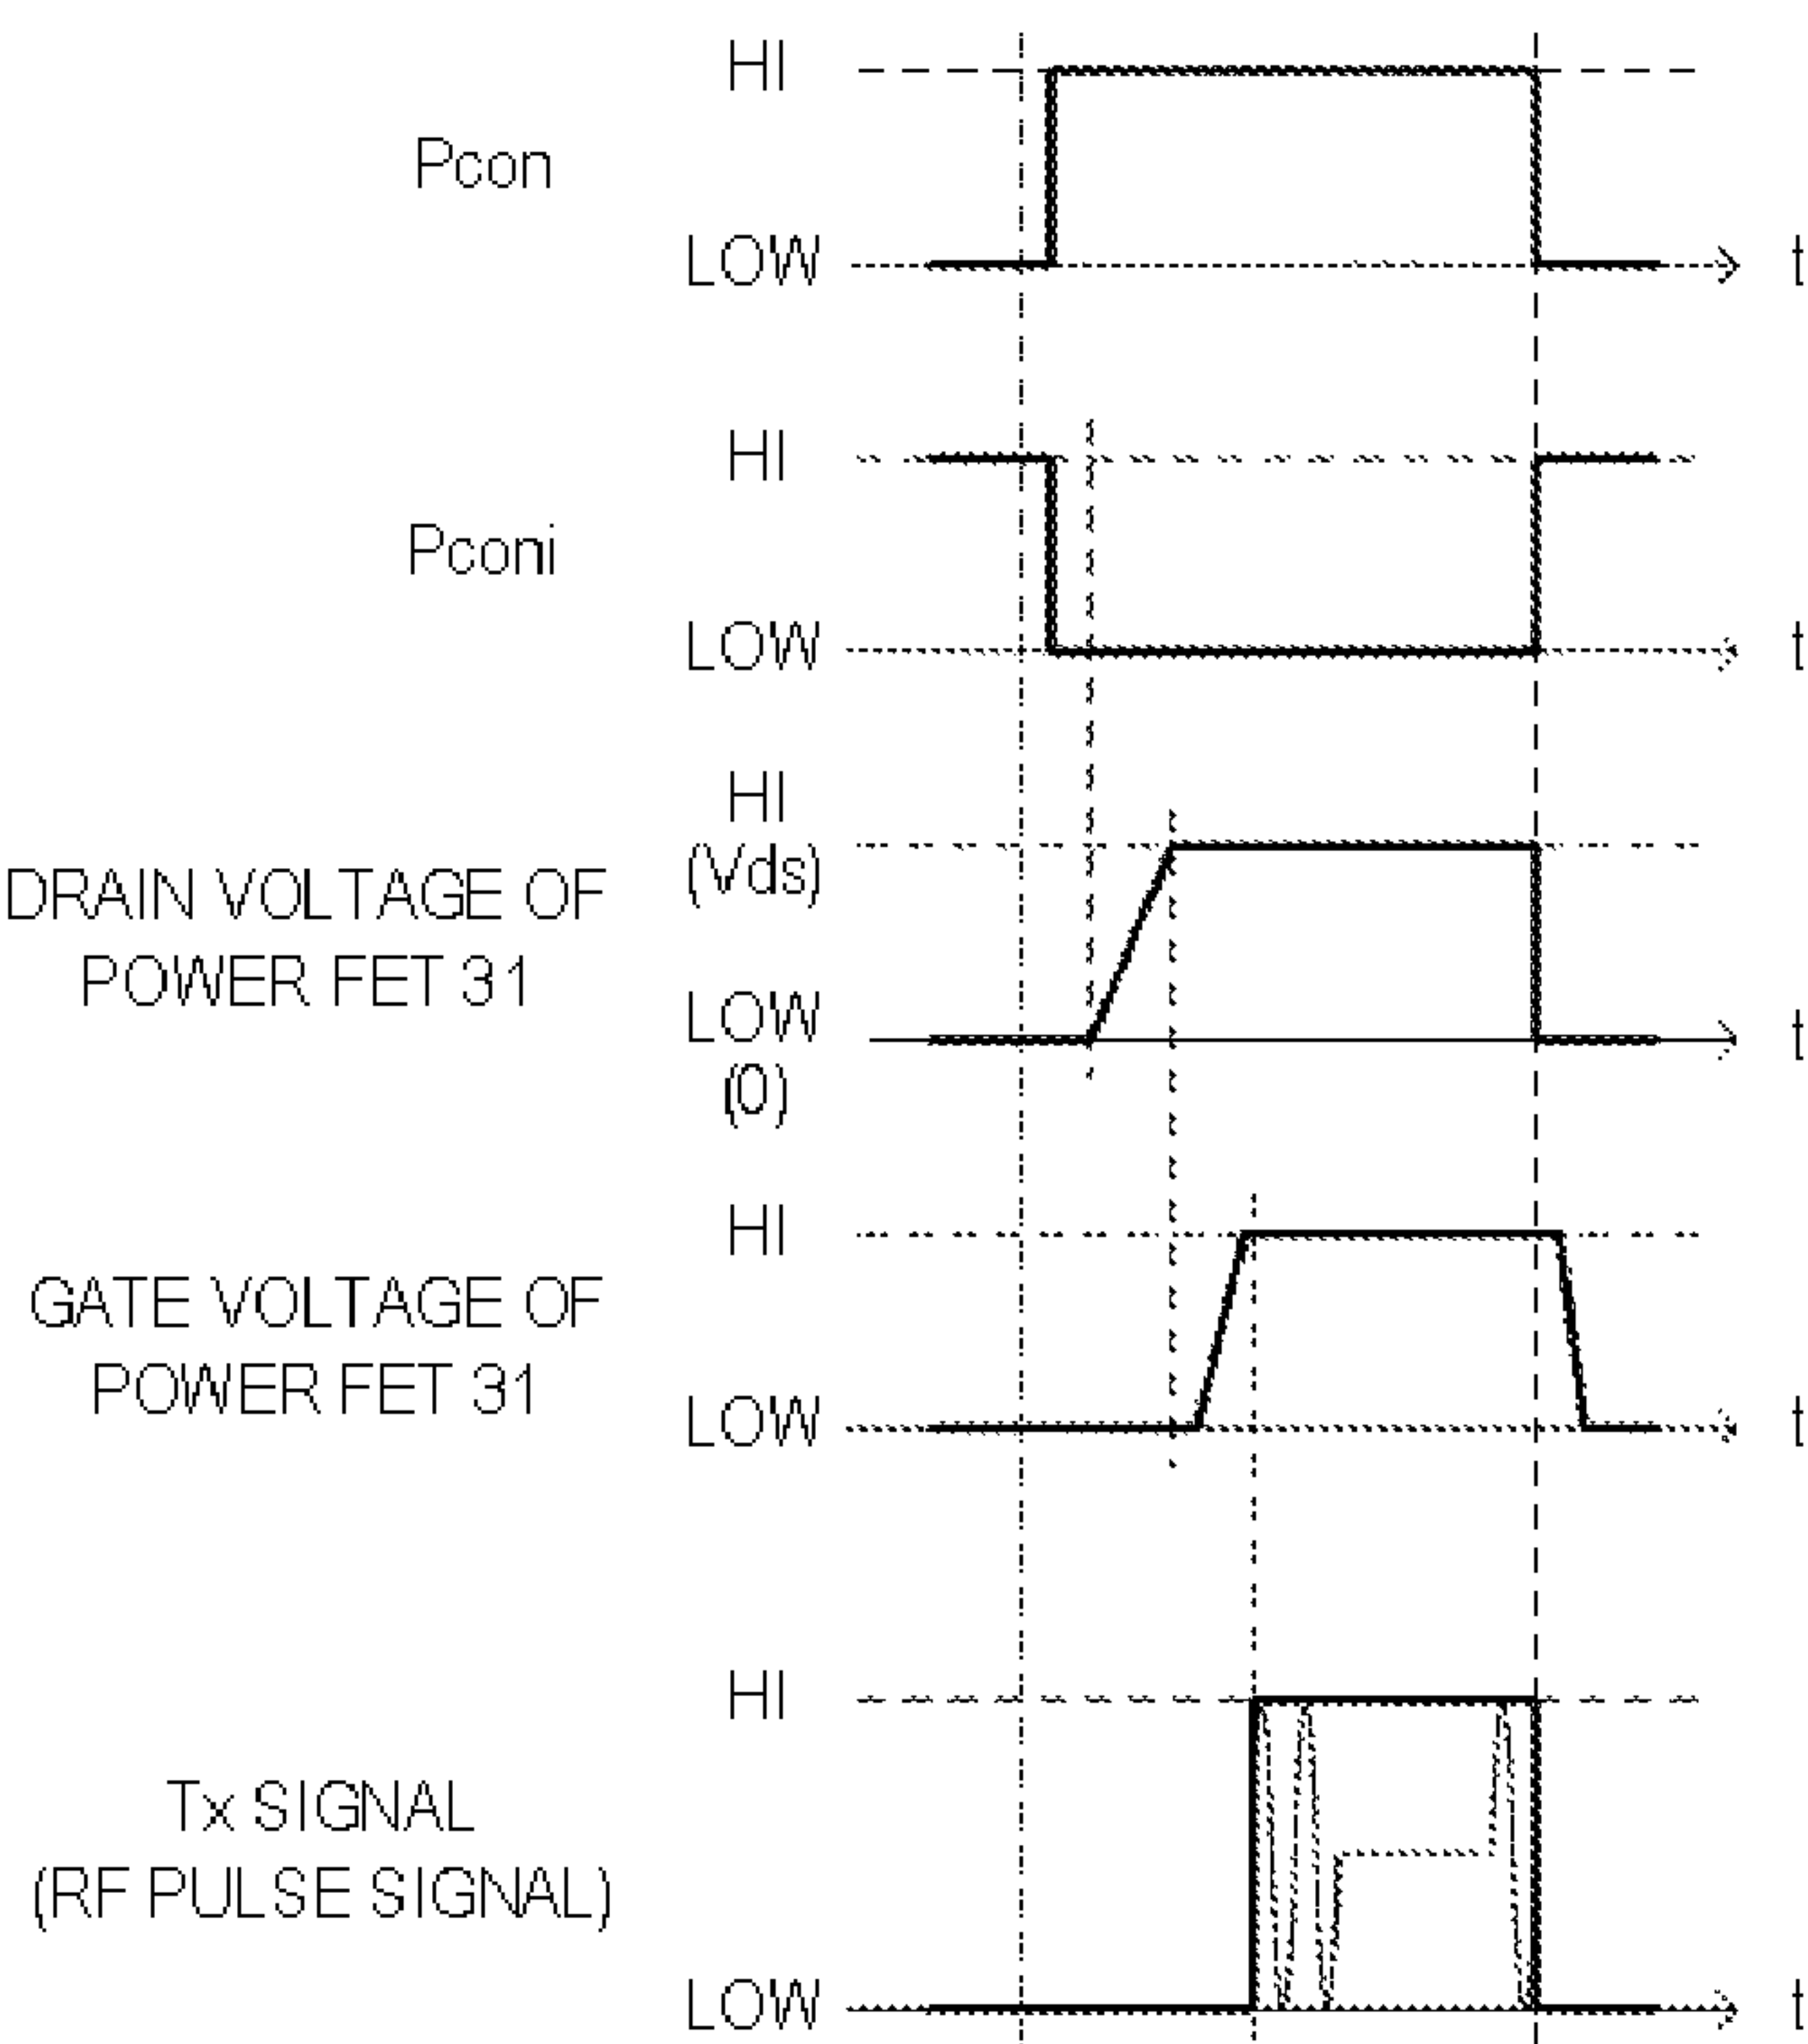 HI
Pcon
LOW t
HI
Pconi
LOW t
HI
(Vds)
DRAIN VOLTAGE OF
POWER FET 31
LOW t
(0)
HI
GATE VOLTAGE OF
POWER FET 31
LOW t
HI
Tx SIGNAL
(RF PULSE SIGNAL)
LOW t